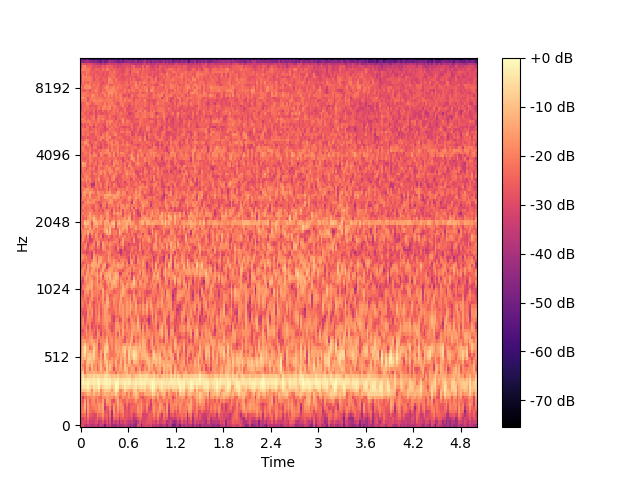 8192
4096
2048
1024
512
0
Hz
0 0.6 1.2 1.8 2.4 3 3.6 4.2 4.8
Time
+0 dB
-10 dB
-20 dB
-30 dB
-40 dB
-50 dB
-60 dB
-70 dB